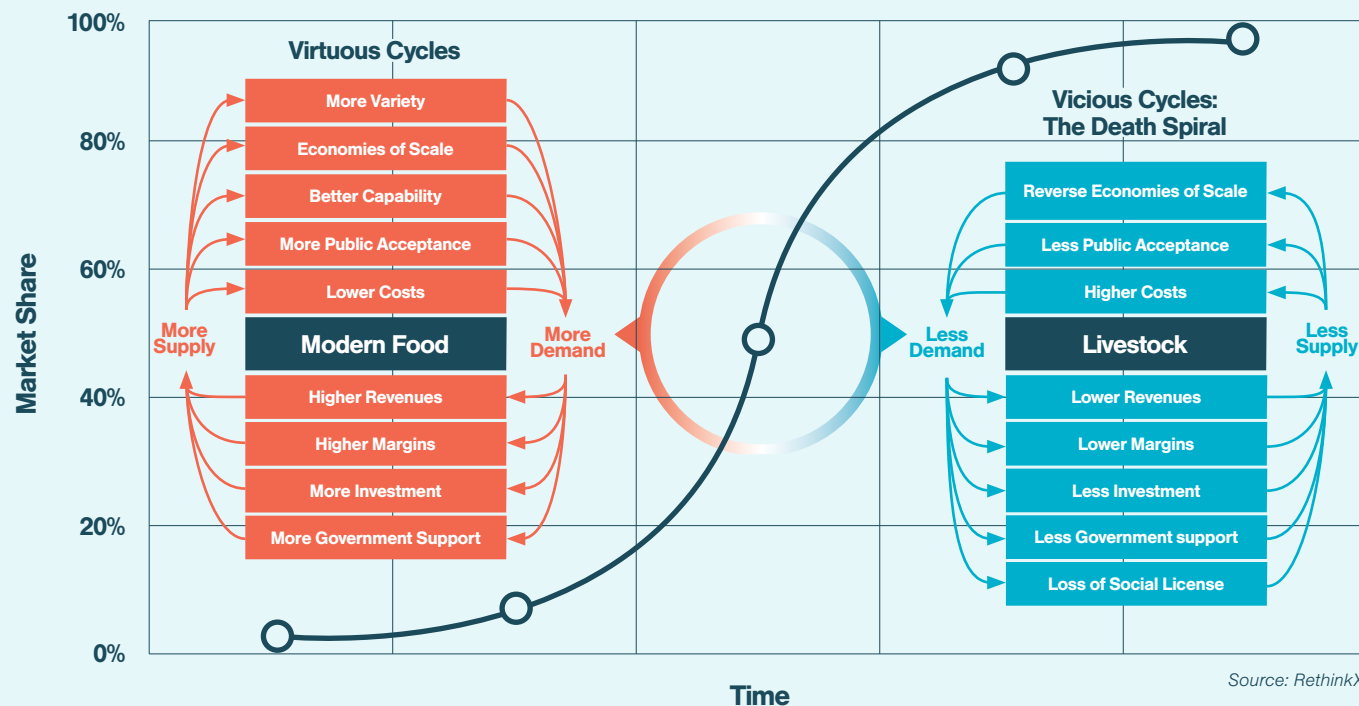 100%
80%
60%
40%
20%
0%
Market Share
Time
Virtuous Cycles
More Variety
Economies of Scale
Better Capability
More Public Acceptance
Lower Costs
More
Supply
Modern Food
More
Demand
Higher Revenues
Higher Margins
More Investment
More Government Support
Vicious Cycles:
The Death Spiral
Reverse Economies of Scale
Less Public Acceptance
Higher Costs
Less
Demand
Livestock
Less
Supply
Lower Revenues
Lower Margins
Less Investment
Less Government support
Loss of Social License
Source: RethinkX